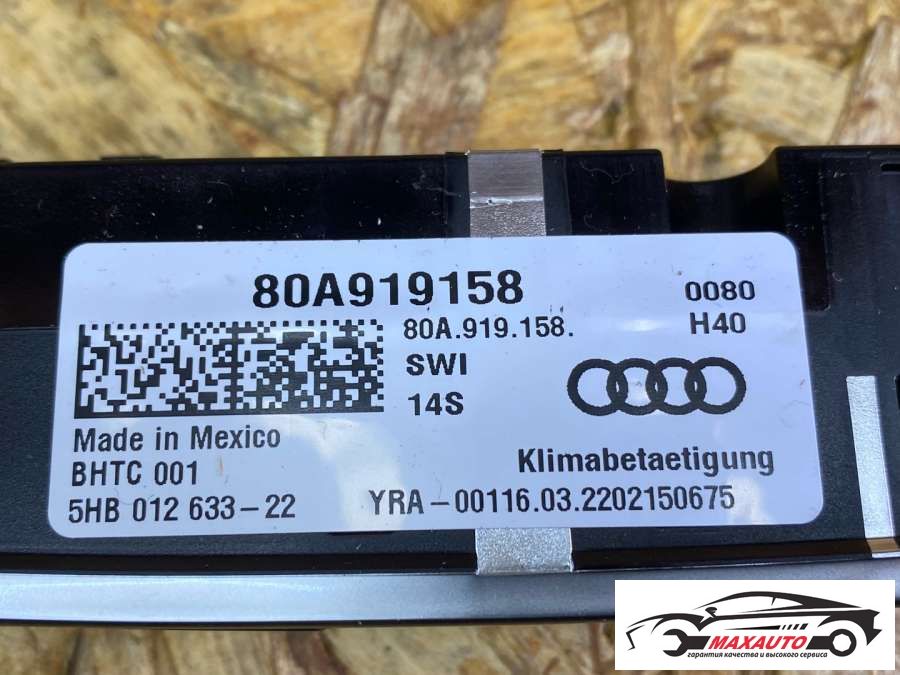 80A919158
0080
80A.919.158.
H40
SWI
14S
Made in Mexico
BHTC 001
Klimabetaetigung
5HB 012 633-22
YRA-00116.03.2202150675
MAXAUTO
гарантия качества и высокого сервиса